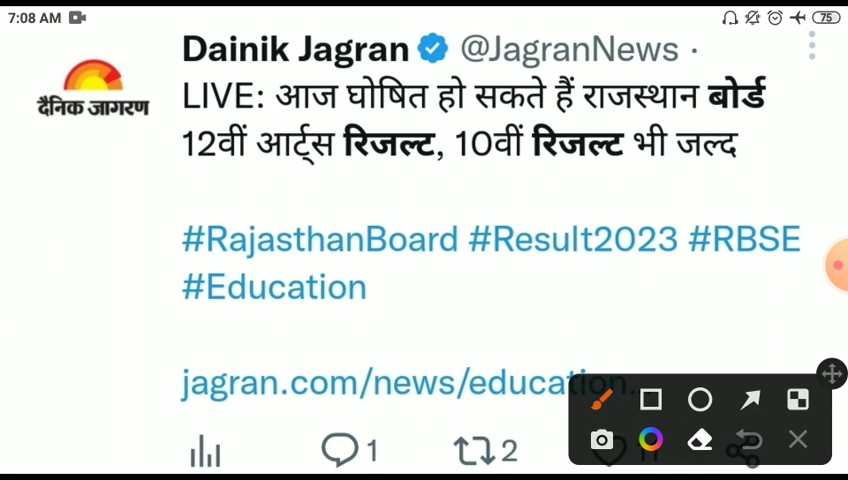 7:08 AM
75
Dainik Jagran @JagranNews ·
दैनिक जागरण
LIVE: आज घोषित हो सकते हैं राजस्थान बोर्ड
12वीं आर्ट्स रिजल्ट, 10वीं रिजल्ट भी जल्द
#RajasthanBoard #Result2023 #RBSE
#Education
jagran.com/news/education…
1
2